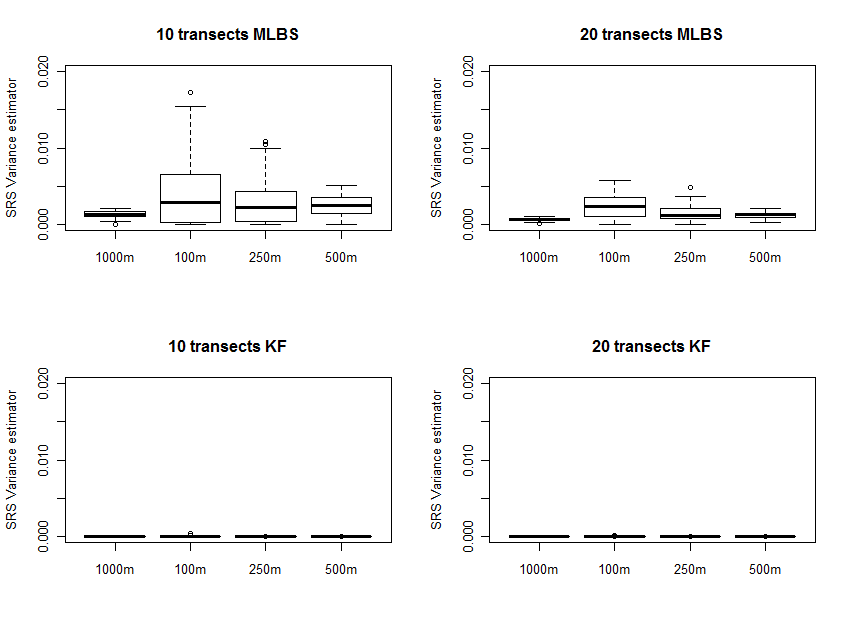 10 transects MLBS
SRS Variance estimator
0.020
0.010
0.000
1000m 100m 250m 500m
20 transects MLBS
SRS Variance estimator
0.020
0.010
0.000
1000m 100m 250m 500m
10 transects KF
SRS Variance estimator
0.020
0.010
0.000
1000m 100m 250m 500m
20 transects KF
SRS Variance estimator
0.020
0.010
0.000
1000m 100m 250m 500m